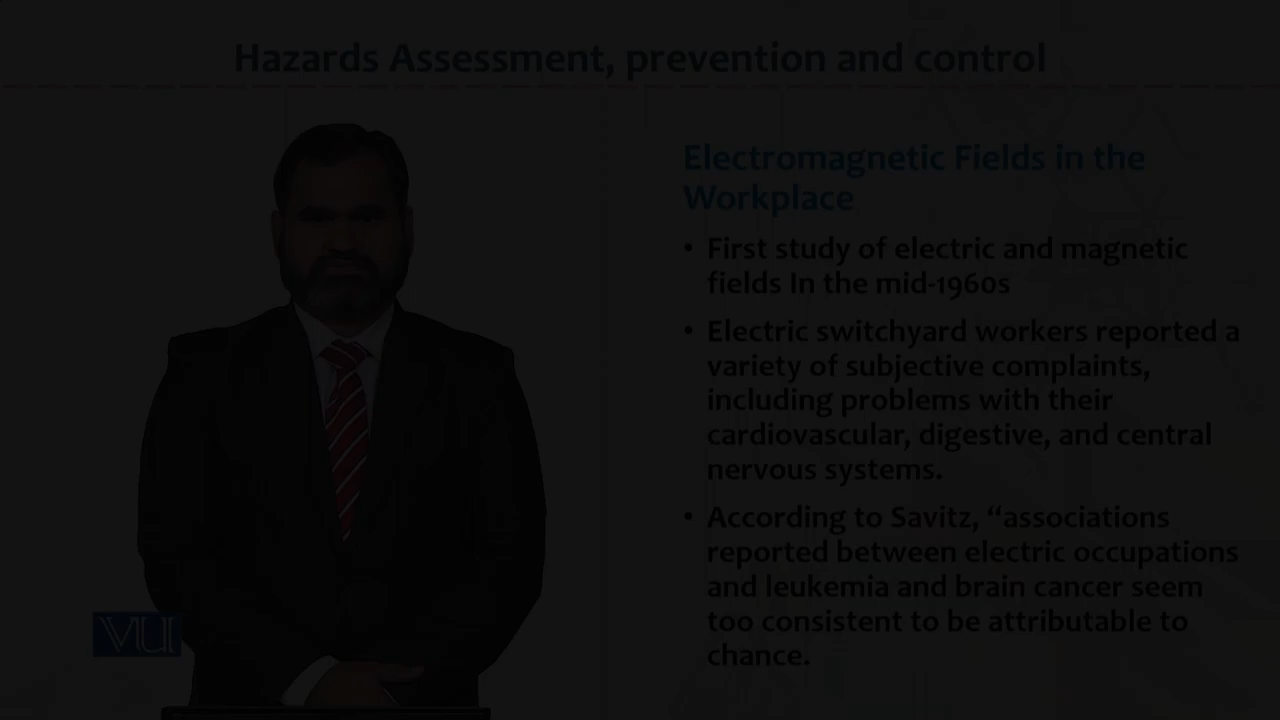 Hazards Assessment, prevention and control
Electromagnetic Fields in the
Workplace
• First study of electric and magnetic
fields In the mid-1960s
• Electric switchyard workers reported a
variety of subjective complaints,
including problems with their
cardiovascular, digestive, and central
nervous systems.
• According to Savitz, “associations
reported between electric occupations
and leukemia and brain cancer seem
too consistent to be attributable to
chance.
VU